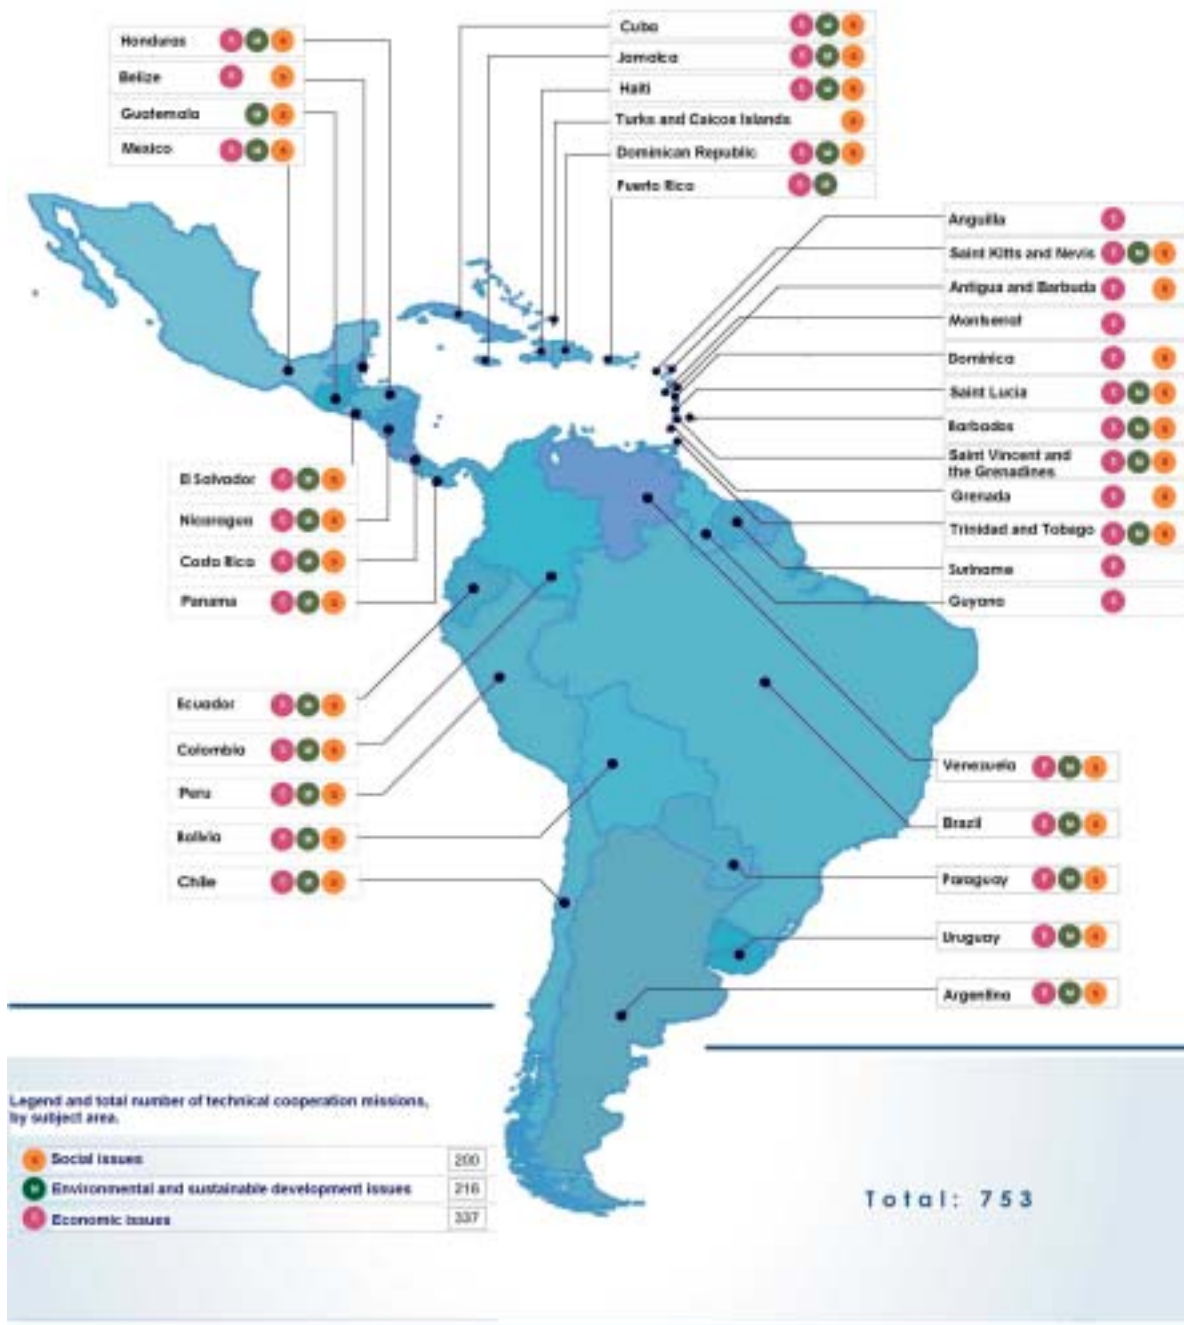 Honduras
Belize
Guatemala
Mexico
Cuba
Jamaica
Haiti
Turks and Caicos Islands
Dominican Republic
Puerto Rico
Anguilla
Saint Kitts and Nevis
Antigua and Barbuda
Montserrat
Dominica
Saint Lucia
Barbados
Saint Vincent and
the Grenadines
Grenada
Trinidad and Tobago
Suriname
Guyana
El Salvador
Nicaragua
Costa Rica
Panama
Ecuador
Colombia
Peru
Bolivia
Chile
Venezuela
Brazil
Paraguay
Uruguay
Argentina
Legend and total number of technical cooperation missions,
by subject area.
Social issues 200
Environmental and sustainable development issues 216
Economic issues 337
Total: 753